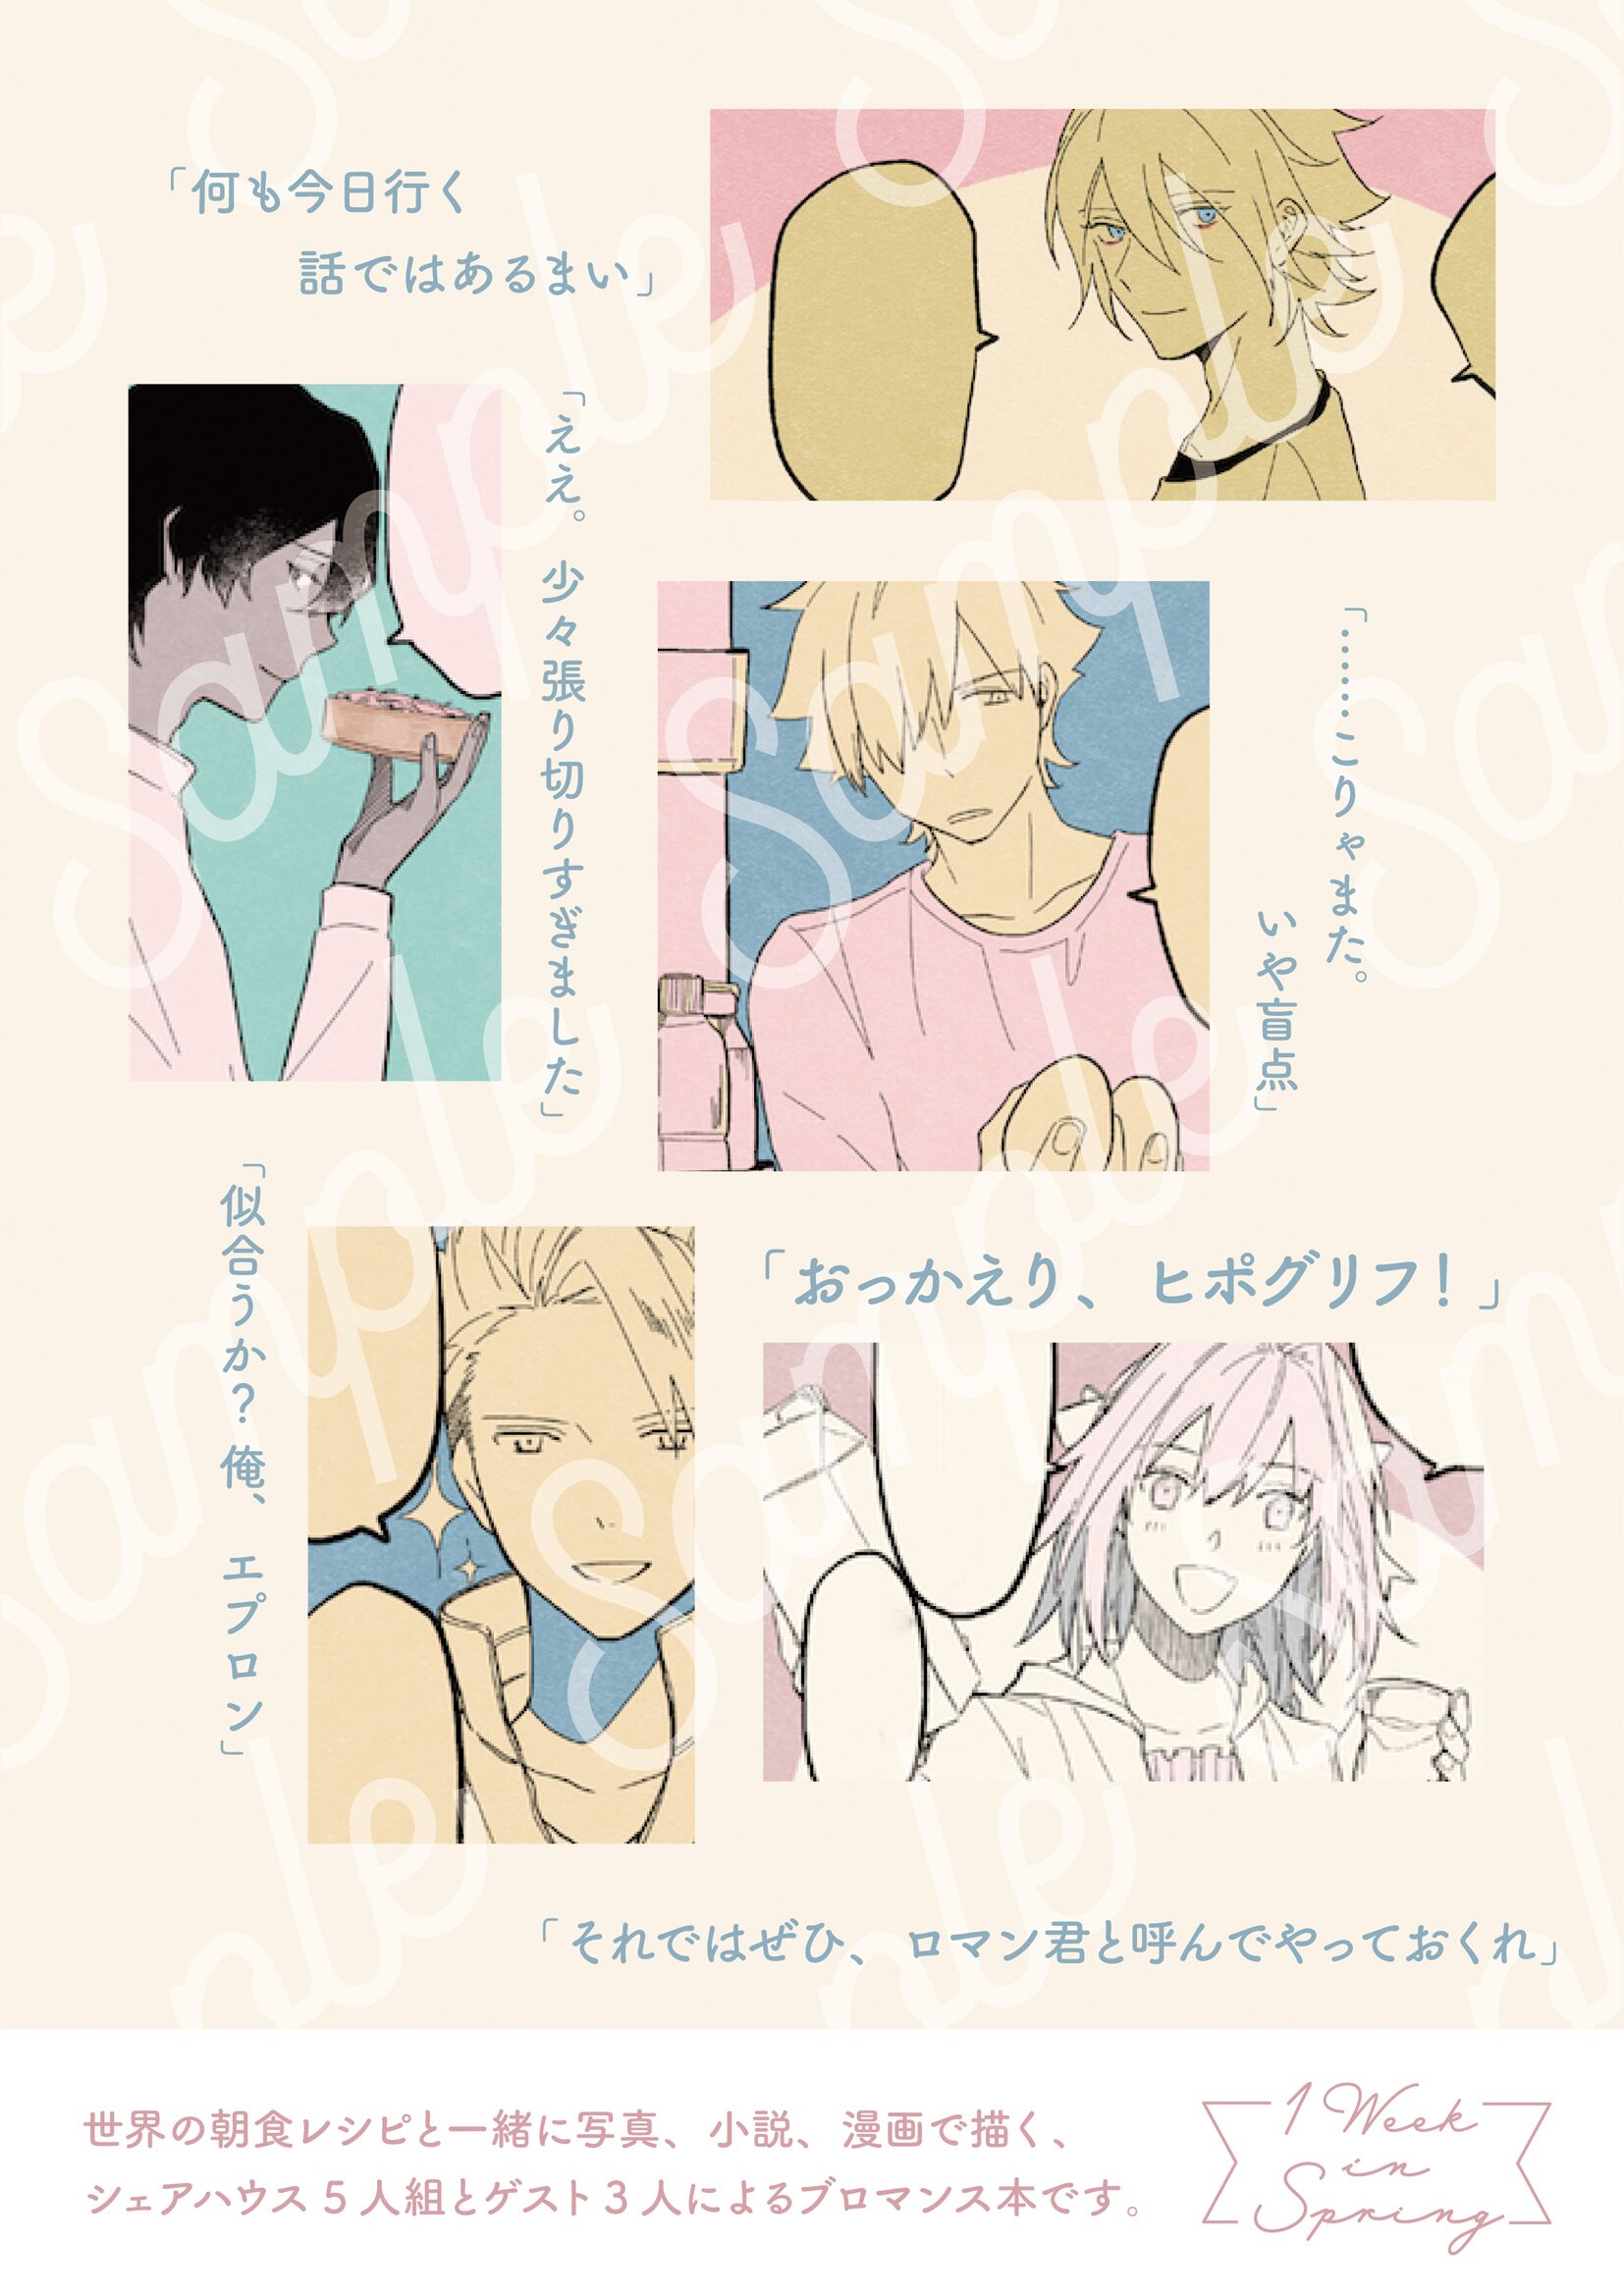 「何も今日行く
話ではあるまい」
「ええ。少々張り切りすぎました」
「……こりゃまた。
いや盲点」
「似合うか？俺、エプロン」
「おっかえり、ヒポグリフ！」
「それではぜひ、ロマン君と呼んでやっておくれ」
世界の朝食レシピと一緒に写真、小説、漫画で描く、
シェアハウス5人組とゲスト3人によるブロマンス本です。
1 Week
in
Spring
Sample
Sample
Sample
Sample
Sample
Sample